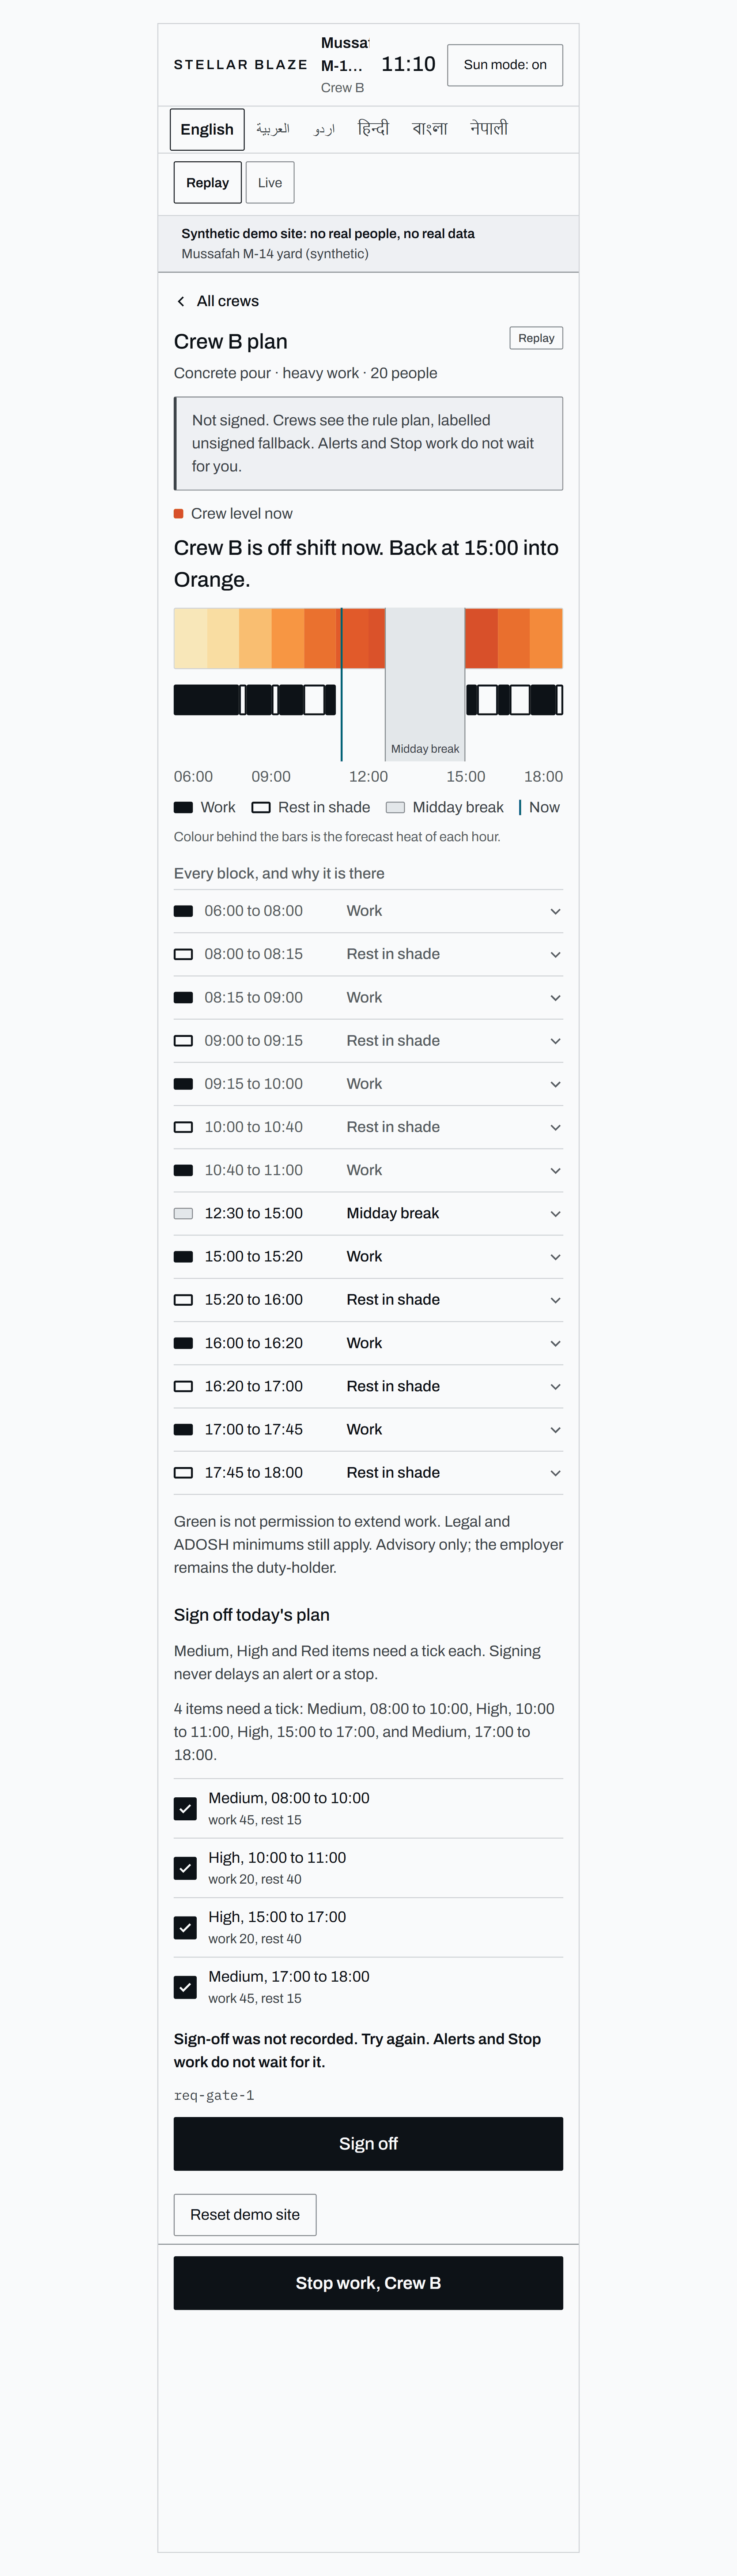 STELLAR BLAZE
M-1...
Crew B
11:10
Sun mode: on
English
العربية
اردو
हिन्दी
বাংলা
नेपाली
Replay
Live
Synthetic demo site: no real people, no real data
Mussafah M-14 yard (synthetic)
All crews
Crew B plan
Replay
Concrete pour · heavy work · 20 people
Not signed. Crews see the rule plan, labelled
unsigned fallback. Alerts and Stop work do not wait
for you.
Crew level now
Crew B is off shift now. Back at 15:00 into
Orange.
Midday break
06:00 09:00 12:00 15:00 18:00
Work Rest in shade Midday break Now
Colour behind the bars is the forecast heat of each hour.
Every block, and why it is there
06:00 to 08:00 Work
08:00 to 08:15 Rest in shade
08:15 to 09:00 Work
09:00 to 09:15 Rest in shade
09:15 to 10:00 Work
10:00 to 10:40 Rest in shade
10:40 to 11:00 Work
12:30 to 15:00 Midday break
15:00 to 15:20 Work
15:20 to 16:00 Rest in shade
16:00 to 16:20 Work
16:20 to 17:00 Rest in shade
17:00 to 17:45 Work
17:45 to 18:00 Rest in shade
Green is not permission to extend work. Legal and
ADOSH minimums still apply. Advisory only; the employer
remains the duty-holder.
Sign off today's plan
Medium, High and Red items need a tick each. Signing
never delays an alert or a stop.
4 items need a tick: Medium, 08:00 to 10:00, High, 10:00
to 11:00, High, 15:00 to 17:00, and Medium, 17:00 to
18:00.
Medium, 08:00 to 10:00
work 45, rest 15
High, 10:00 to 11:00
work 20, rest 40
High, 15:00 to 17:00
work 20, rest 40
Medium, 17:00 to 18:00
work 45, rest 15
Sign-off was not recorded. Try again. Alerts and Stop
work do not wait for it.
req-gate-1
Sign off
Reset demo site
Stop work, Crew B